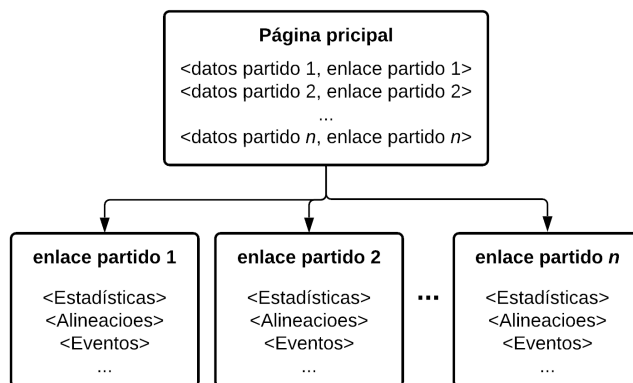 Página pricipal
<datos partido 1, enlace partido 1>
<datos partido 2, enlace partido 2>
...
<datos partido n, enlace partido n>
enlace partido 1
<Estadísticas>
<Alineacioes>
<Eventos>
...
enlace partido 2
<Estadísticas>
<Alineacioes>
<Eventos>
...
...
enlace partido n
<Estadísticas>
<Alineacioes>
<Eventos>
...